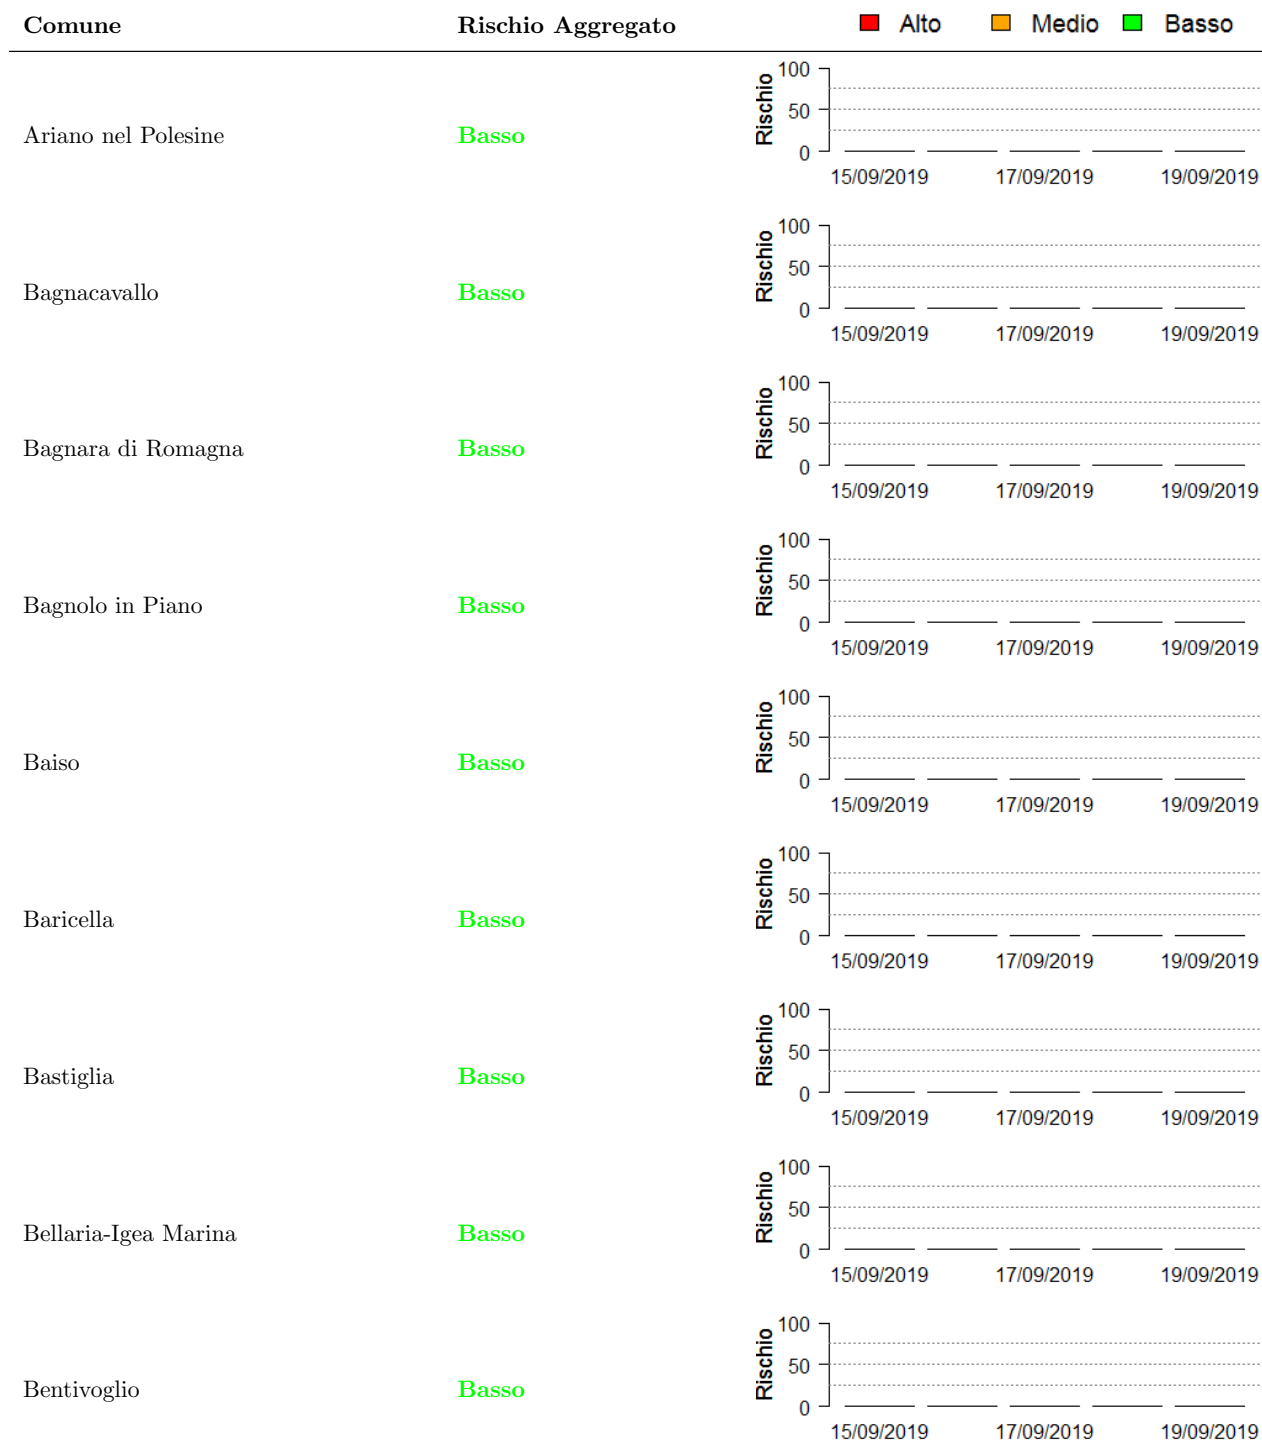 Comune Rischio Aggregato Alto Medio Basso
100
50
0
Rischio
Ariano nel Polesine Basso
15/09/2019 17/09/2019 19/09/2019
100
50
0
Rischio
Bagnacavallo Basso
15/09/2019 17/09/2019 19/09/2019
100
50
0
Rischio
Bagnara di Romagna Basso
15/09/2019 17/09/2019 19/09/2019
100
50
0
Rischio
Bagnolo in Piano Basso
15/09/2019 17/09/2019 19/09/2019
100
50
0
Rischio
Baiso Basso
15/09/2019 17/09/2019 19/09/2019
100
50
0
Rischio
Baricella Basso
15/09/2019 17/09/2019 19/09/2019
100
50
0
Rischio
Bastiglia Basso
15/09/2019 17/09/2019 19/09/2019
100
50
0
Rischio
Bellaria-Igea Marina Basso
15/09/2019 17/09/2019 19/09/2019
100
50
0
Rischio
Bentivoglio Basso
15/09/2019 17/09/2019 19/09/2019